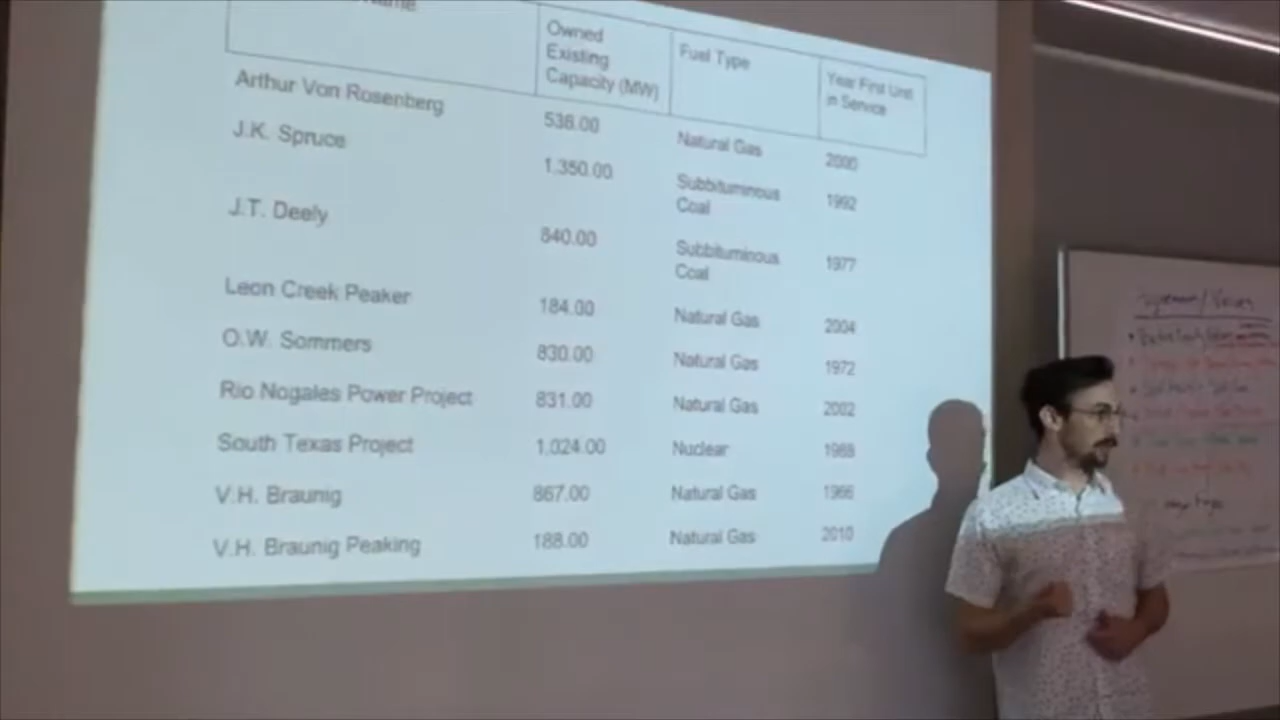 Name
Owned
Existing
Capacity (MW)
Fuel Type
Year First Unit
in Service
Arthur Von Rosenberg 538.00 Natural Gas 2000
J.K. Spruce 1,350.00 Subbituminous
Coal 1992
J.T. Deely 840.00 Subbituminous
Coal 1977
Leon Creek Peaker 184.00 Natural Gas 2004
O.W. Sommers 830.00 Natural Gas 1972
Rio Nogales Power Project 831.00 Natural Gas 2002
South Texas Project 1,024.00 Nuclear 1988
V.H. Braunig 867.00 Natural Gas 1966
V.H. Braunig Peaking 188.00 Natural Gas 2010